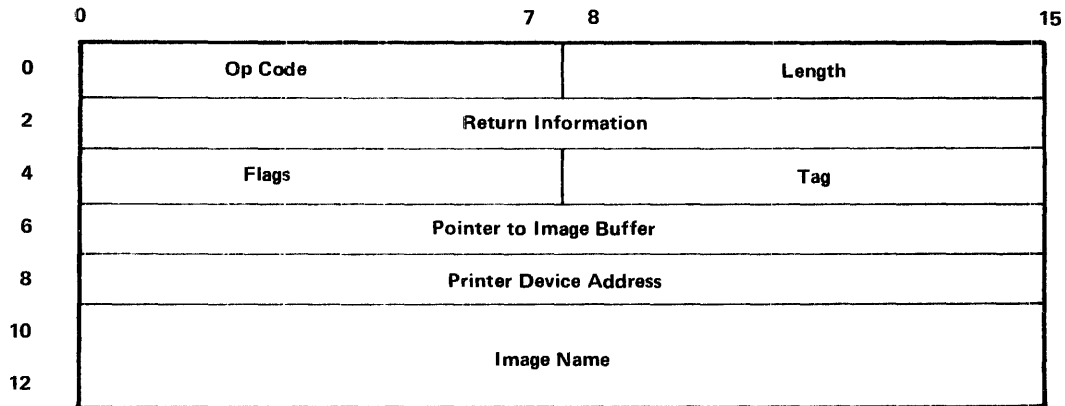 0 7 8 15
0 Op Code Length
2 Return Information
4 Flags Tag
6 Pointer to Image Buffer
8 Printer Device Address
10
Image Name
12